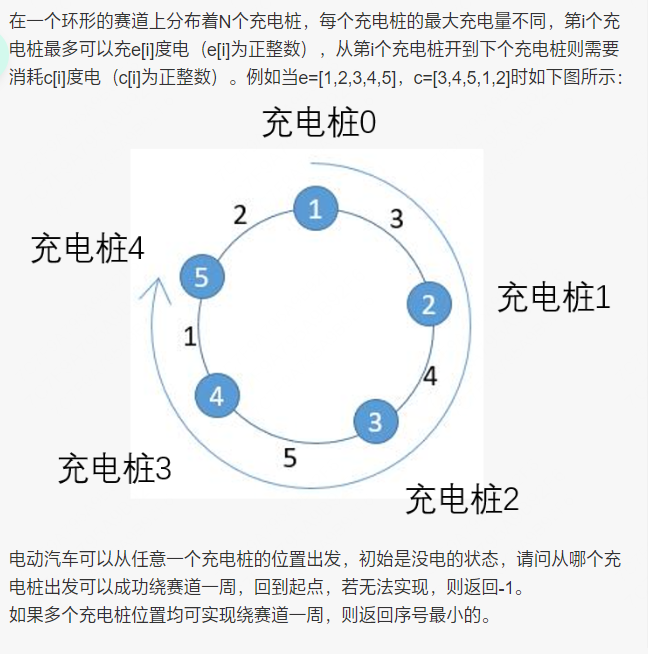 在一个环形的赛道上分布着N个充电桩，每个充电桩的最大充电量不同，第i个充
电桩最多可以充e[i]度电（e[i]为正整数），从第i个充电桩开到下个充电桩则需要
消耗c[i]度电（c[i]为正整数）。例如当e=[1,2,3,4,5]，c=[3,4,5,1,2]时如下图所示：
充电桩0
1
2
3
充电桩4
5
充电桩1
2
1
4
4
3
5
充电桩3
充电桩2
电动汽车可以从任意一个充电桩的位置出发，初始是没电的状态，请问从哪个充
电桩出发可以成功绕赛道一周，回到起点，若无法实现，则返回-1。
如果多个充电桩位置均可实现绕赛道一周，则返回序号最小的。